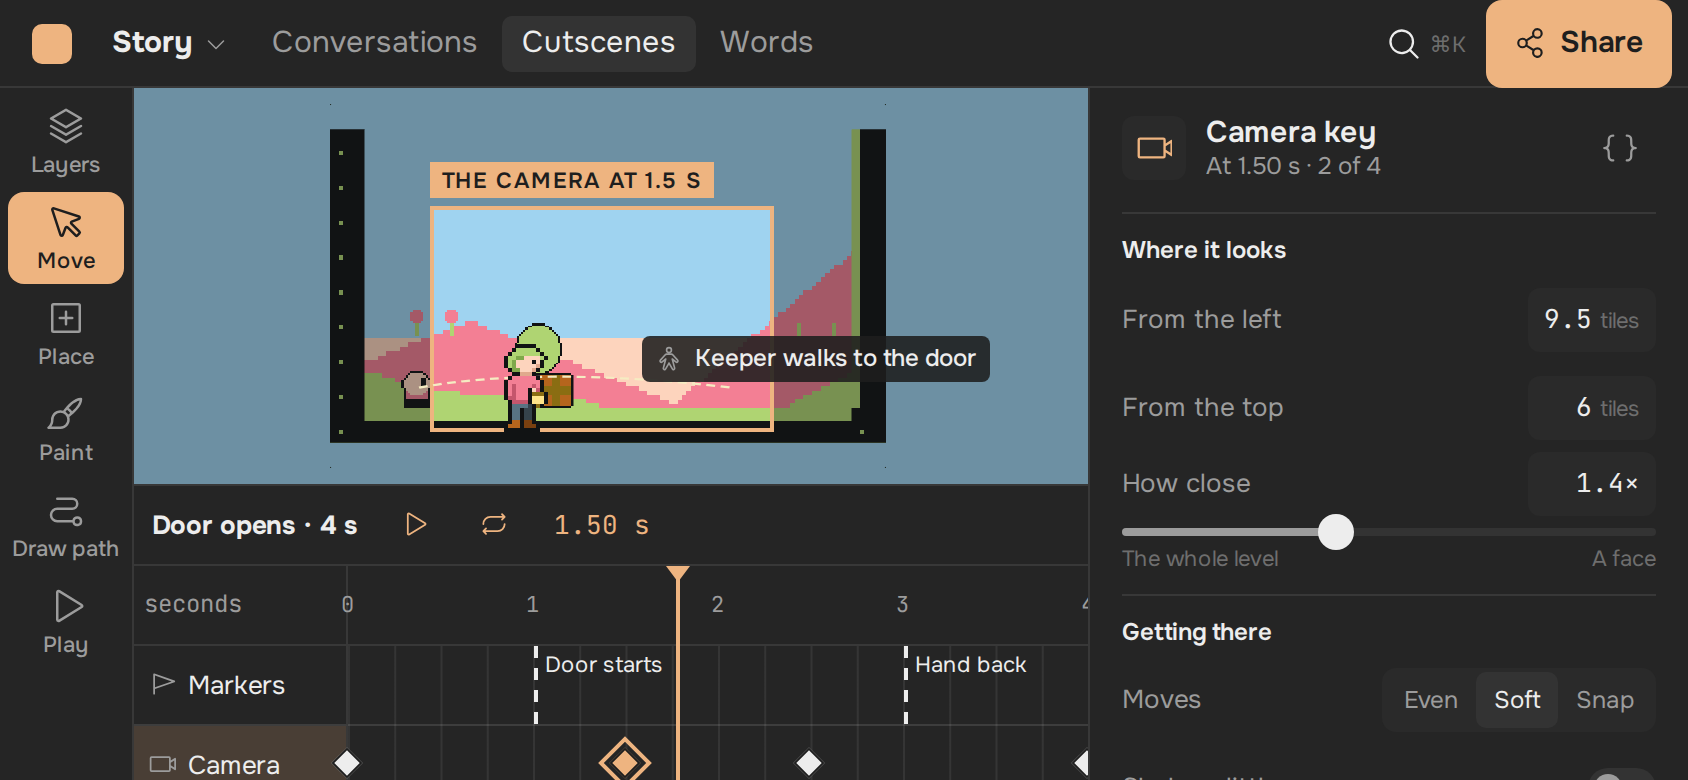 Story
Conversations
Cutscenes
Words
⌘K
Share
Layers
Move
Place
Paint
Draw path
Play
THE CAMERA AT 1.5 S
Keeper walks to the door
Door opens · 4 s
1.50 s
seconds
0
1
2
3
Markers
Door starts
Hand back
Camera
Camera key
At 1.50 s · 2 of 4
Where it looks
From the left
9.5 tiles
From the top
6 tiles
How close
1.4×
The whole level
A face
Getting there
Moves
Even
Soft
Snap